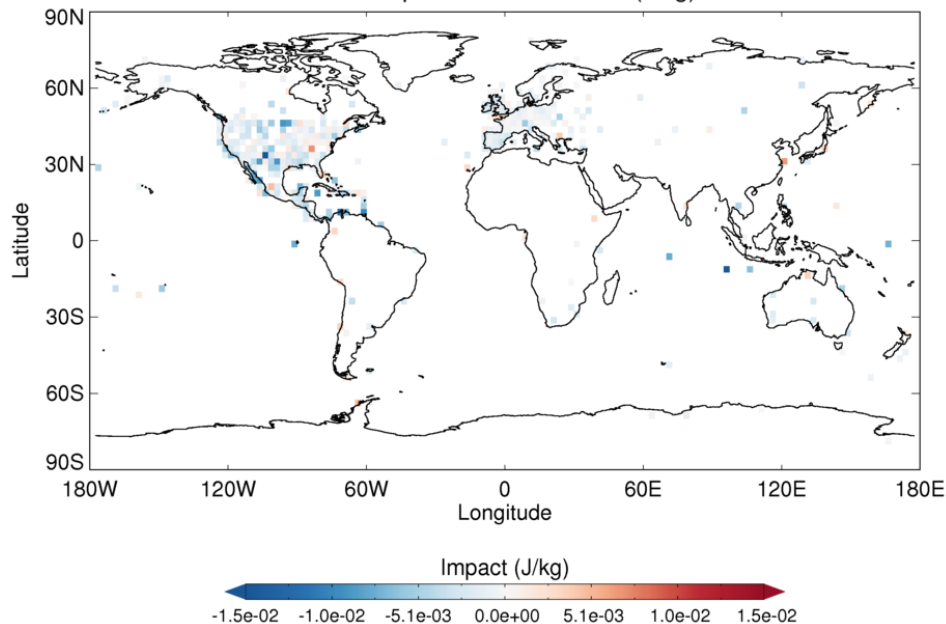 90N
60N
30N
0
30S
60S
90S
Latitude
180W 120W 60W 0 60E 120E 180E
Longitude
Impact (J/kg)
-1.5e-02 -1.0e-02 -5.1e-03 0.0e+00 5.1e-03 1.0e-02 1.5e-02